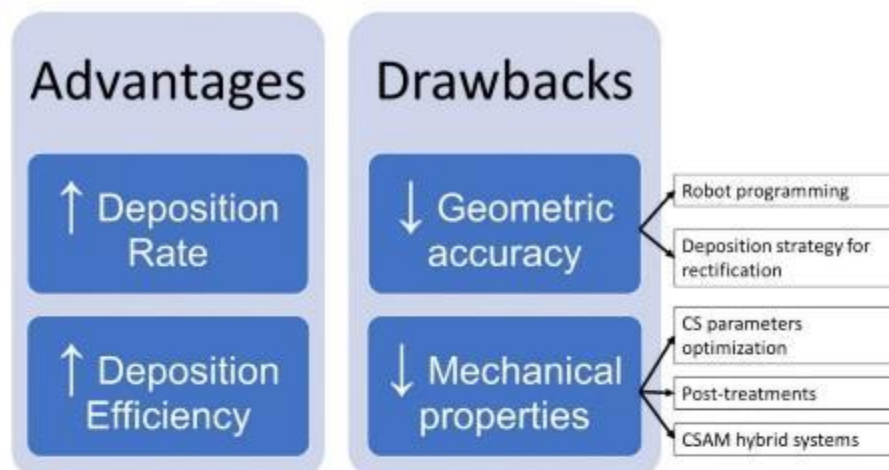 Advantages
↑ Deposition
Rate
↑ Deposition
Efficiency
Drawbacks
↓ Geometric
accuracy
↓ Mechanical
properties
Robot programming
Deposition strategy for
rectification
CS parameters
optimization
Post-treatments
CSAM hybrid systems